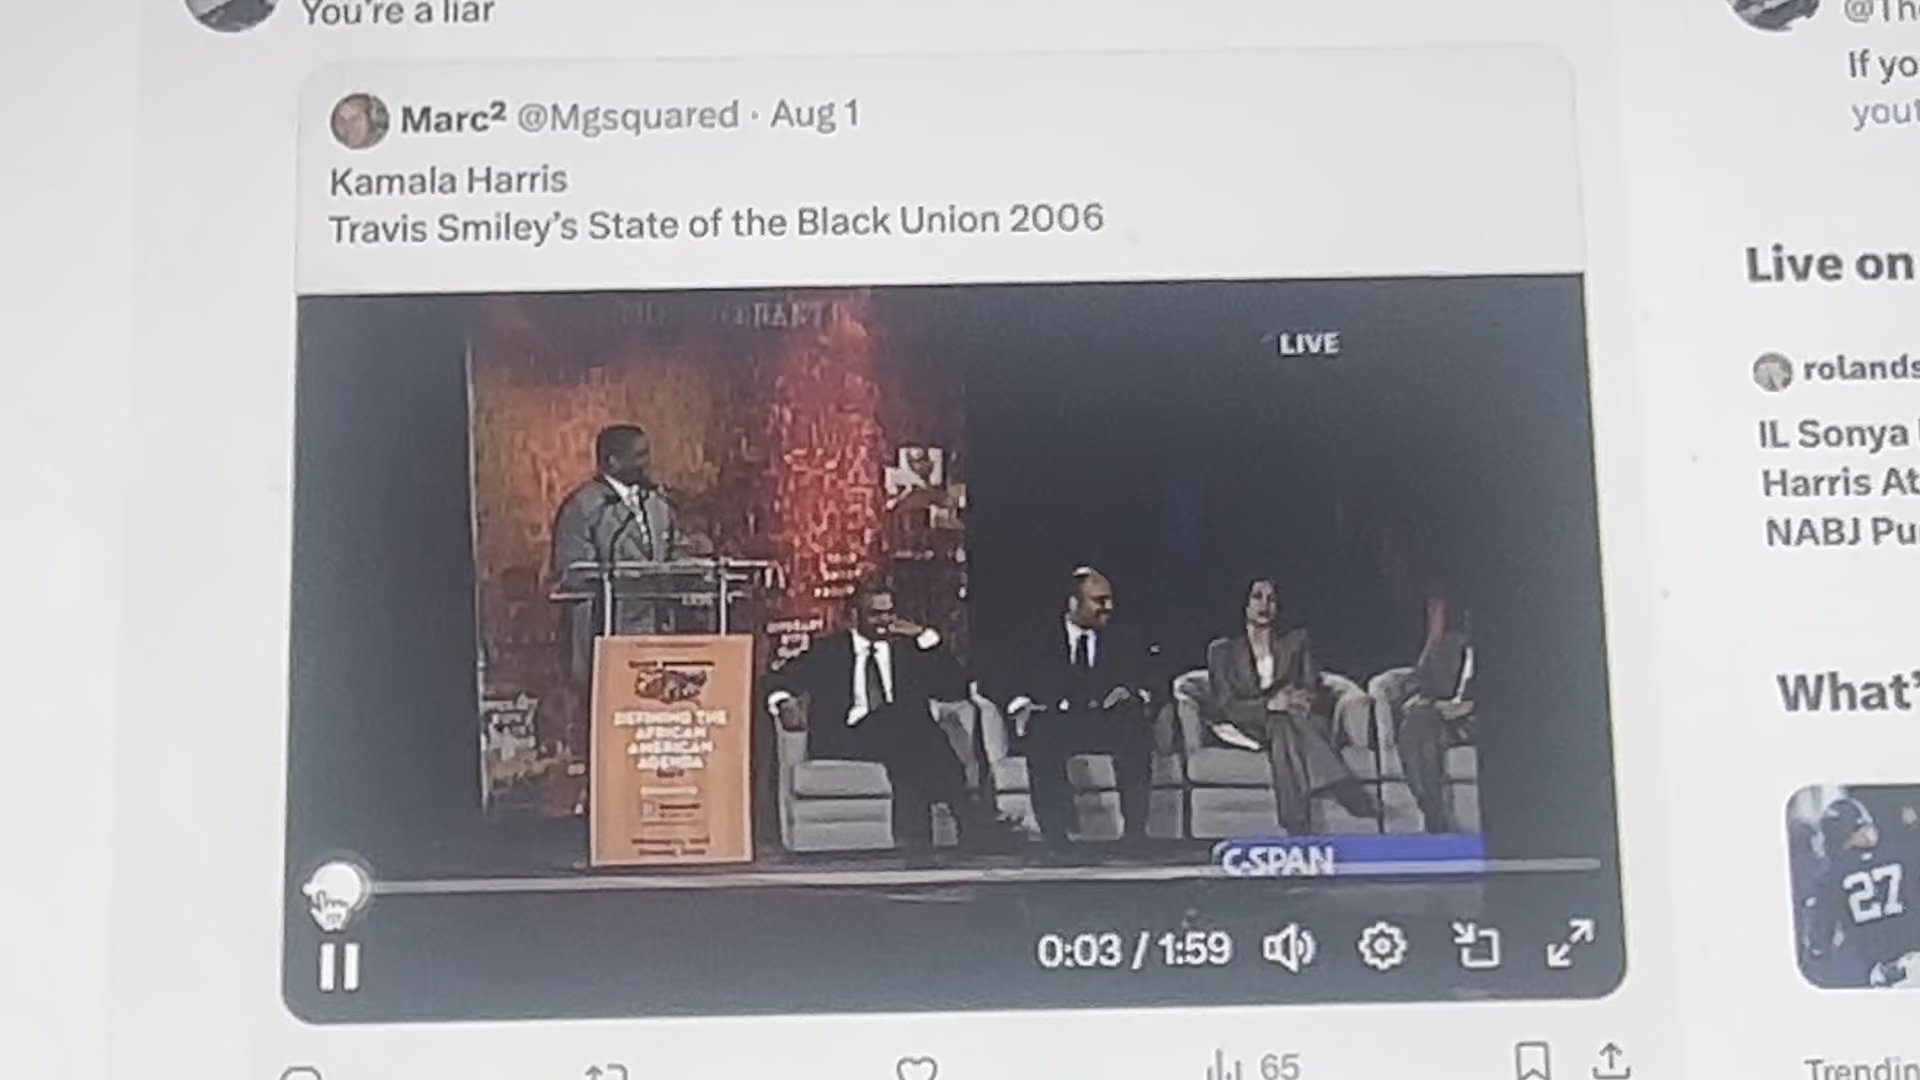 You're a liar
Marc² @Mgsquared · Aug 1
Kamala Harris
Travis Smiley's State of the Black Union 2006
LIVE
DEFINING THE
AFRICAN
AMERICAN
AGENDA
C-SPAN
0:03 / 1:59
65
@Th
If yo
yout
Live on
rolands
IL Sonya
Harris At
NABJ Pu
What'
27
Trendin